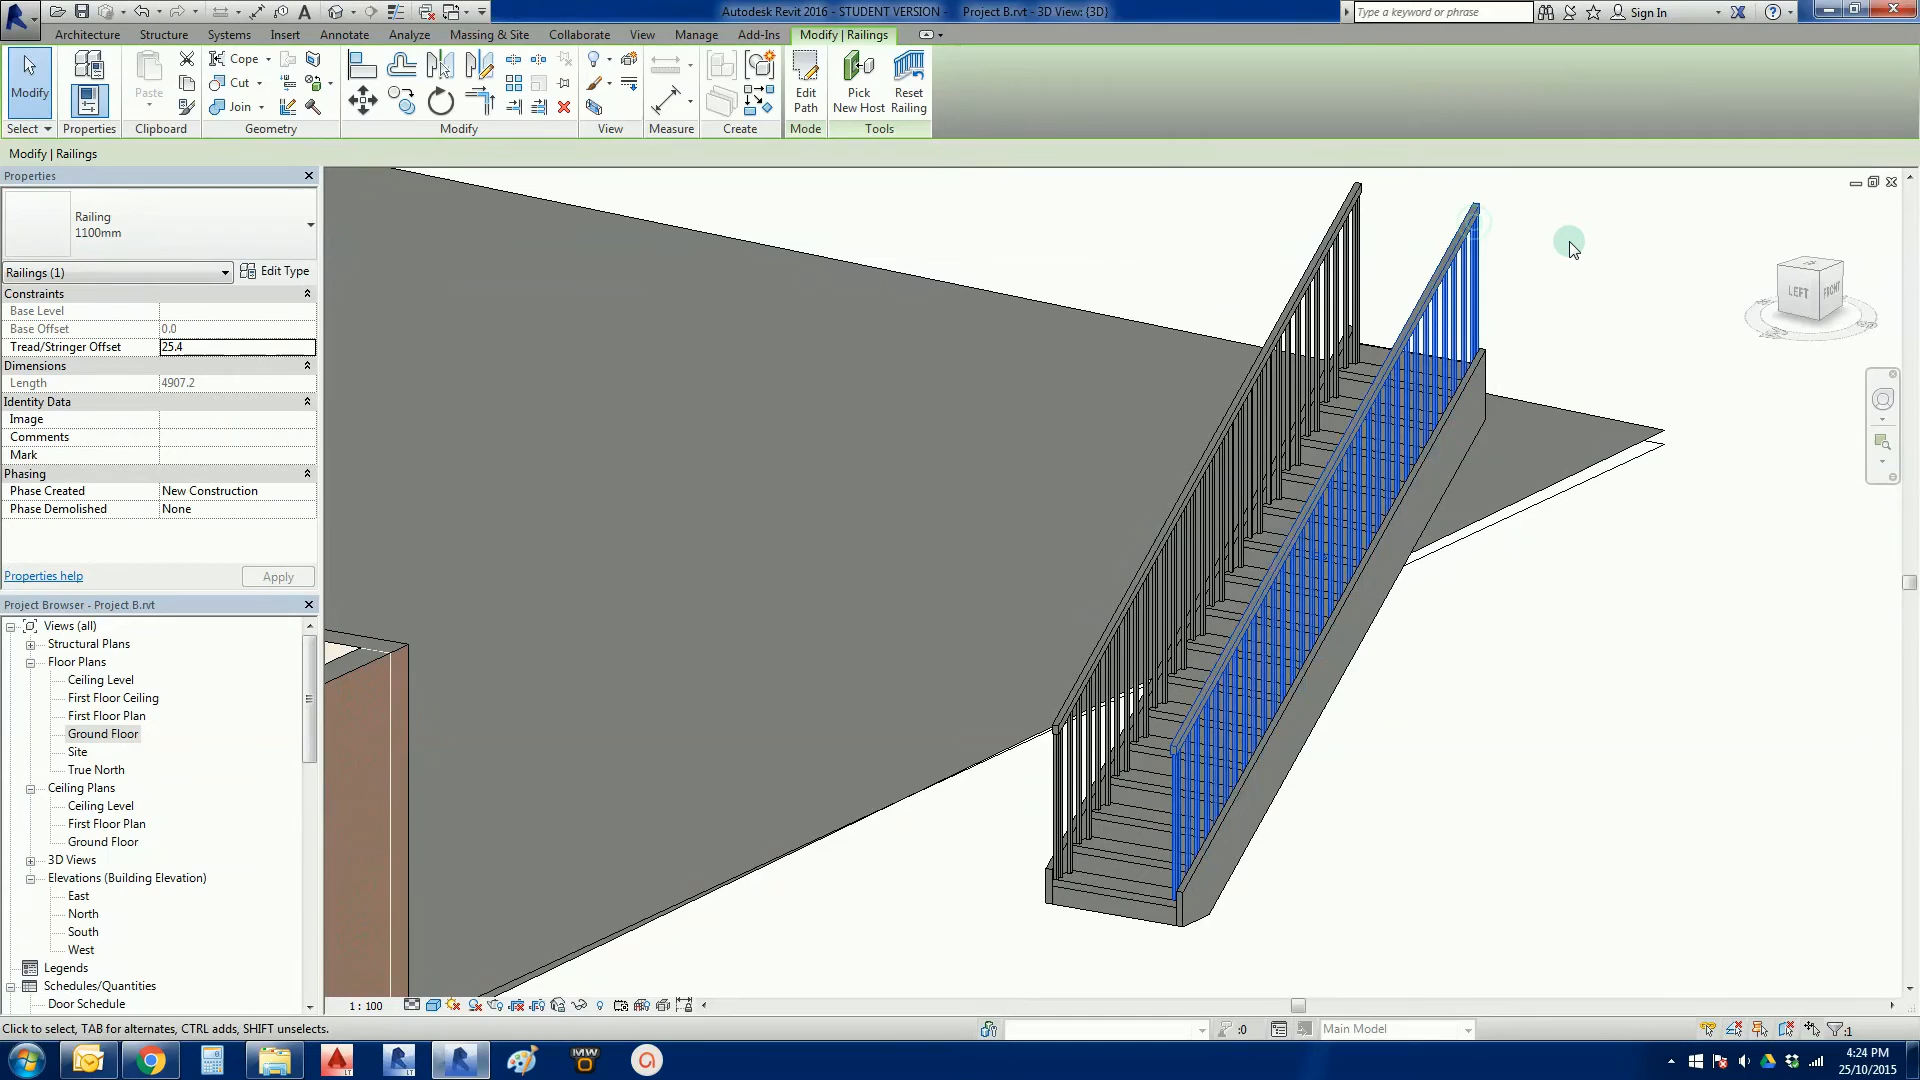 Autodesk Revit 2016 - STUDENT VERSION - Project B.rvt - 3D View: {3D}
Type a keyword or phrase
Sign In
Architecture Structure Systems Insert Annotate Analyze Massing & Site Collaborate View Manage Add-Ins Modify | Railings
Modify
Paste
Cope
Cut
Join
Edit Path
Pick New Host
Reset Railing
Select Properties Clipboard Geometry Modify View Measure Create Mode Tools
Modify | Railings
Properties
Railing
1100mm
Railings (1) Edit Type
Constraints
Base Level
Base Offset 0.0
Tread/Stringer Offset 25.4
Dimensions
Length 4907.2
Identity Data
Image
Comments
Mark
Phasing
Phase Created New Construction
Phase Demolished None
Properties help Apply
Project Browser - Project B.rvt
Views (all)
Structural Plans
Floor Plans
Ceiling Level
First Floor Ceiling
First Floor Plan
Ground Floor
Site
True North
Ceiling Plans
Ceiling Level
First Floor Plan
Ground Floor
3D Views
Elevations (Building Elevation)
East
North
South
West
Legends
Schedules/Quantities
Door Schedule
LEFT
FRONT
1 : 100
Click to select, TAB for alternates, CTRL adds, SHIFT unselects.
:0
Main Model
:1
LT
LT
MW
4:24 PM
25/10/2015